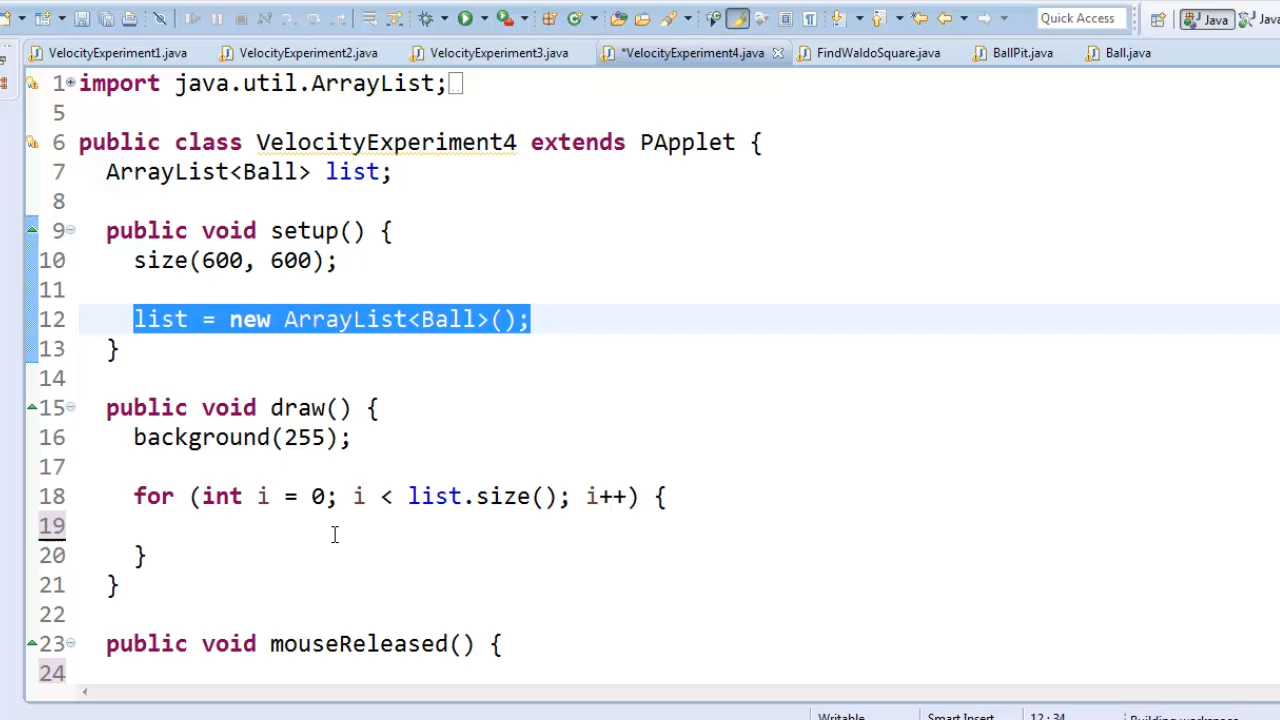 Quick Access
Java
Java
VelocityExperiment1.java
VelocityExperiment2.java
VelocityExperiment3.java
*VelocityExperiment4.java
FindWaldoSquare.java
BallPit.java
Ball.java
1 import java.util.ArrayList;
5
6 public class VelocityExperiment4 extends PApplet {
7 ArrayList<Ball> list;
8
9 public void setup() {
10 size(600, 600);
11
12 list = new ArrayList<Ball>();
13 }
14
15 public void draw() {
16 background(255);
17
18 for (int i = 0; i < list.size(); i++) {
19
20 }
21 }
22
23 public void mouseReleased() {
24
Writable
Smart Insert
12 : 34
Building workspace